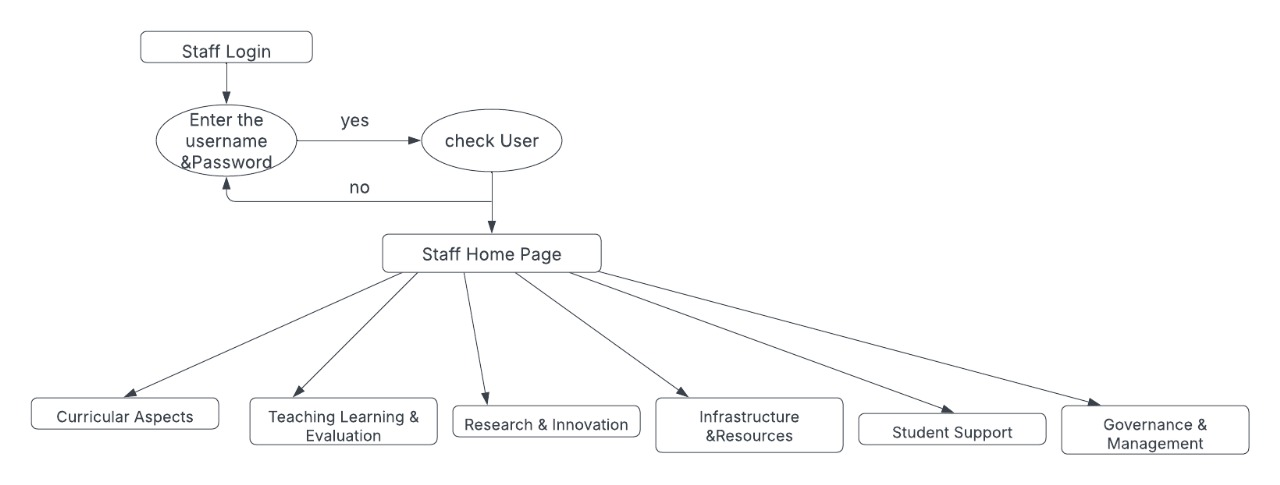 Staff Login
Enter the
username
&Password
yes
check User
no
Staff Home Page
Curricular Aspects
Teaching Learning &
Evaluation
Research & Innovation
Infrastructure
&Resources
Student Support
Governance &
Management